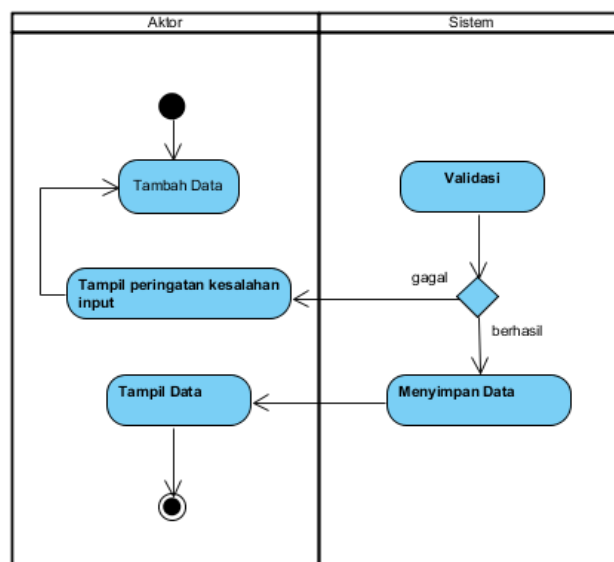 Aktor
Sistem
Tambah Data
Validasi
gagal
Tampil peringatan kesalahan
input
berhasil
Tampil Data
Menyimpan Data